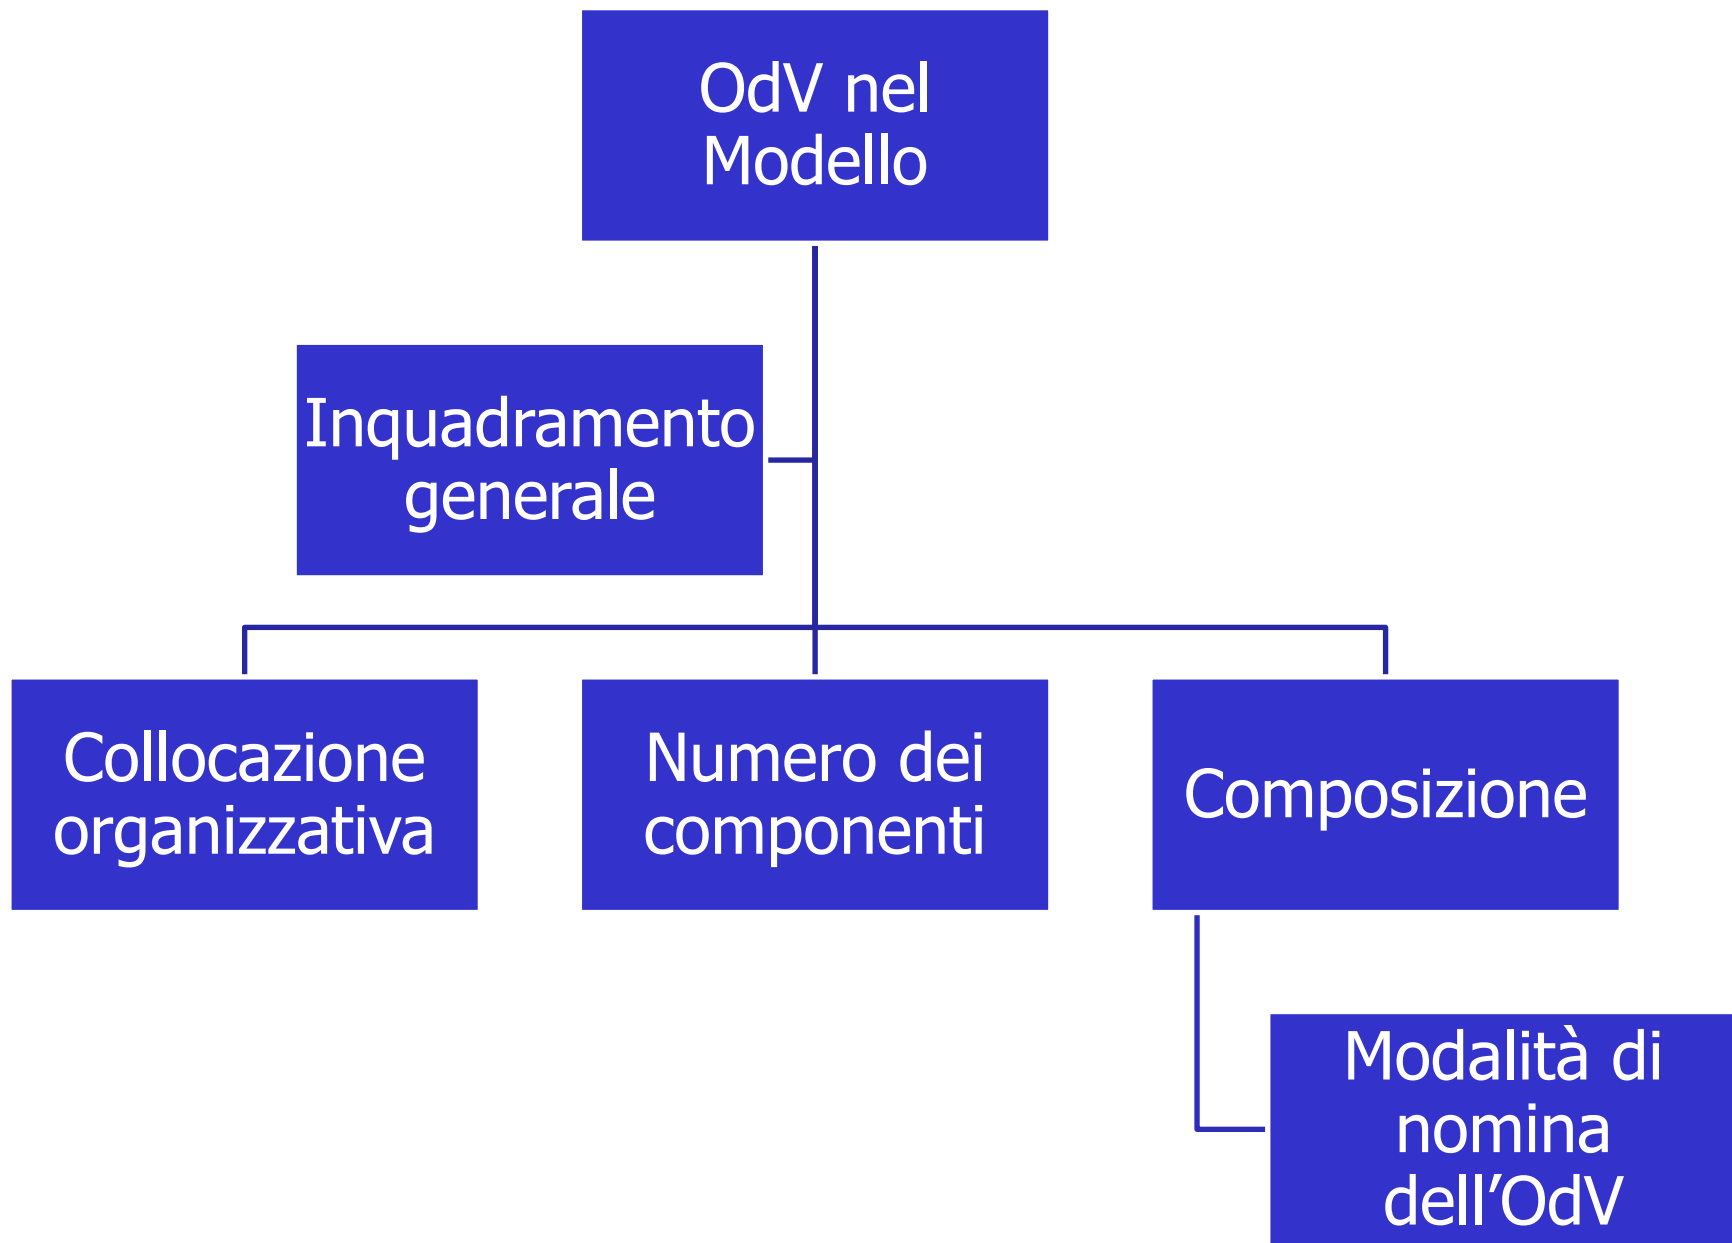 OdV nel
Modello
Inquadramento
generale
Collocazione
organizzativa
Numero dei
componenti
Composizione
Modalità di
nomina
dell’OdV